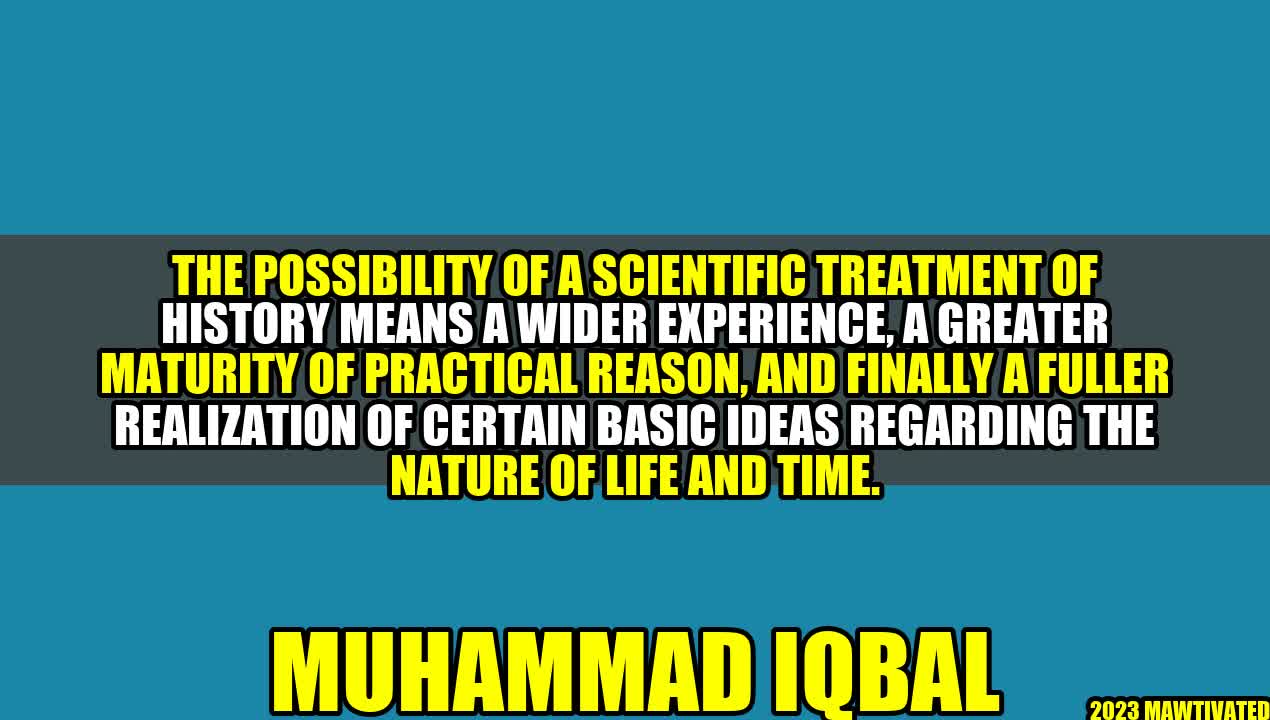 THE POSSIBILITY OF A SCIENTIFIC TREATMENT OF
HISTORY MEANS A WIDER EXPERIENCE, A GREATER
MATURITY OF PRACTICAL REASON, AND FINALLY A FULLER
REALIZATION OF CERTAIN BASIC IDEAS REGARDING THE
NATURE OF LIFE AND TIME.
MUHAMMAD IQBAL
2023 MAWTIVATED